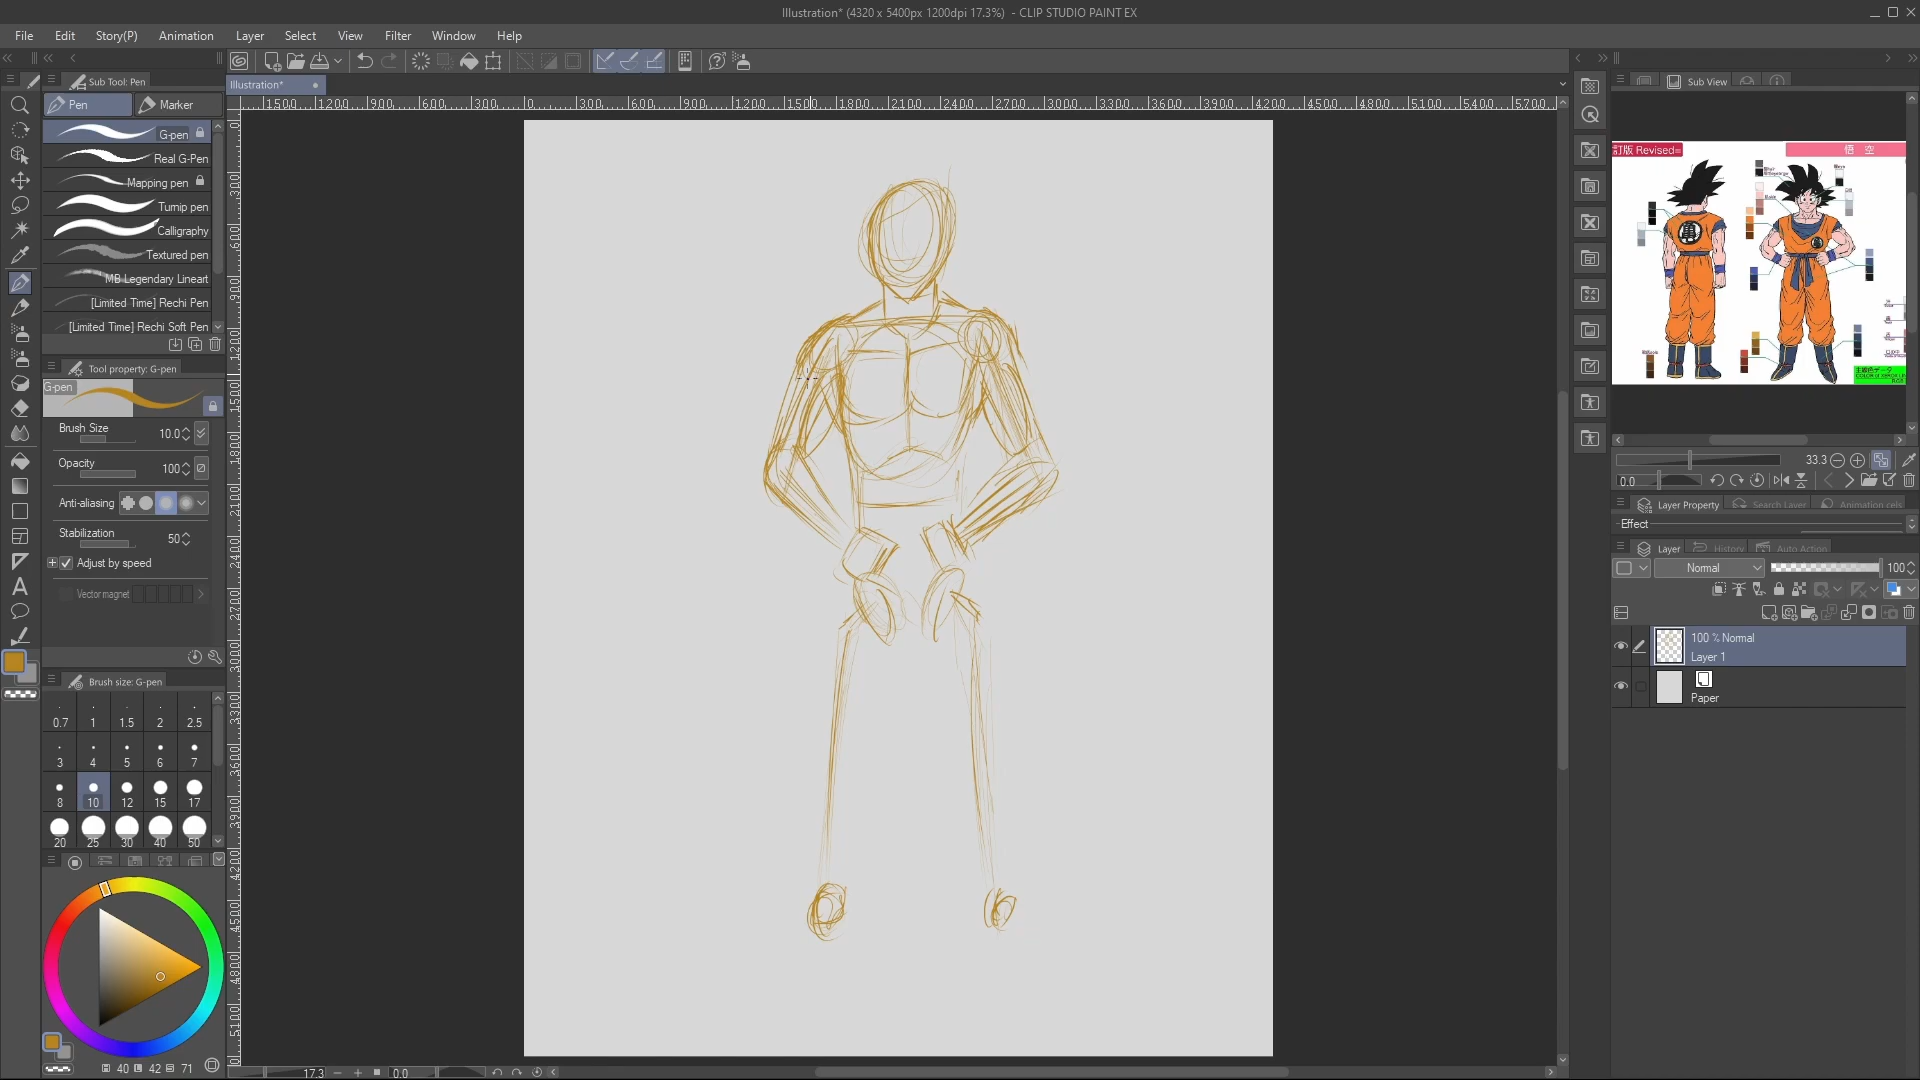 Illustration* (4320 x 5400px 1200dpi 17.3%) - CLIP STUDIO PAINT EX
File Edit Story(P) Animation Layer Select View Filter Window Help
Sub Tool: Pen
Illustration*
Sub View
Pen Marker
G-pen
Real G-Pen
Mapping pen
Turnip pen
Calligraphy
Textured pen
MB Legendary Lineart
[Limited Time] Rechi Pen
[Limited Time] Rechi Soft Pen
Tool property: G-pen
G-pen
Brush Size 10.0
Opacity 100
Anti-aliasing
Stabilization 50
Adjust by speed
Vector magnet
Brush size: G-pen
0.7 1 1.5 2 2.5
3 4 5 6 7
8 10 12 15 17
20 25 30 40 50
40 42 71
17.3 0.0
訂版 Revised=
悟 空
33.3
0.0
Layer Property Search Layer Animation cels
Effect
Layer History Auto Action
Normal 100
100 % Normal
Layer 1
Paper